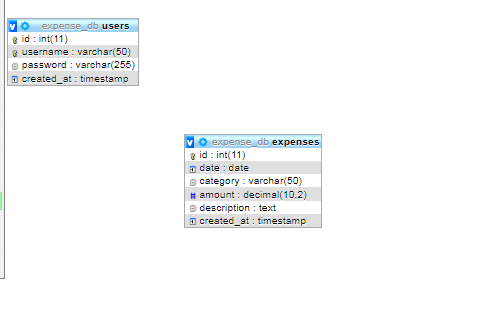 expense_db users
id : int(11)
username : varchar(50)
password : varchar(255)
created_at : timestamp
expense_db expenses
id : int(11)
date : date
category : varchar(50)
amount : decimal(10,2)
description : text
created_at : timestamp